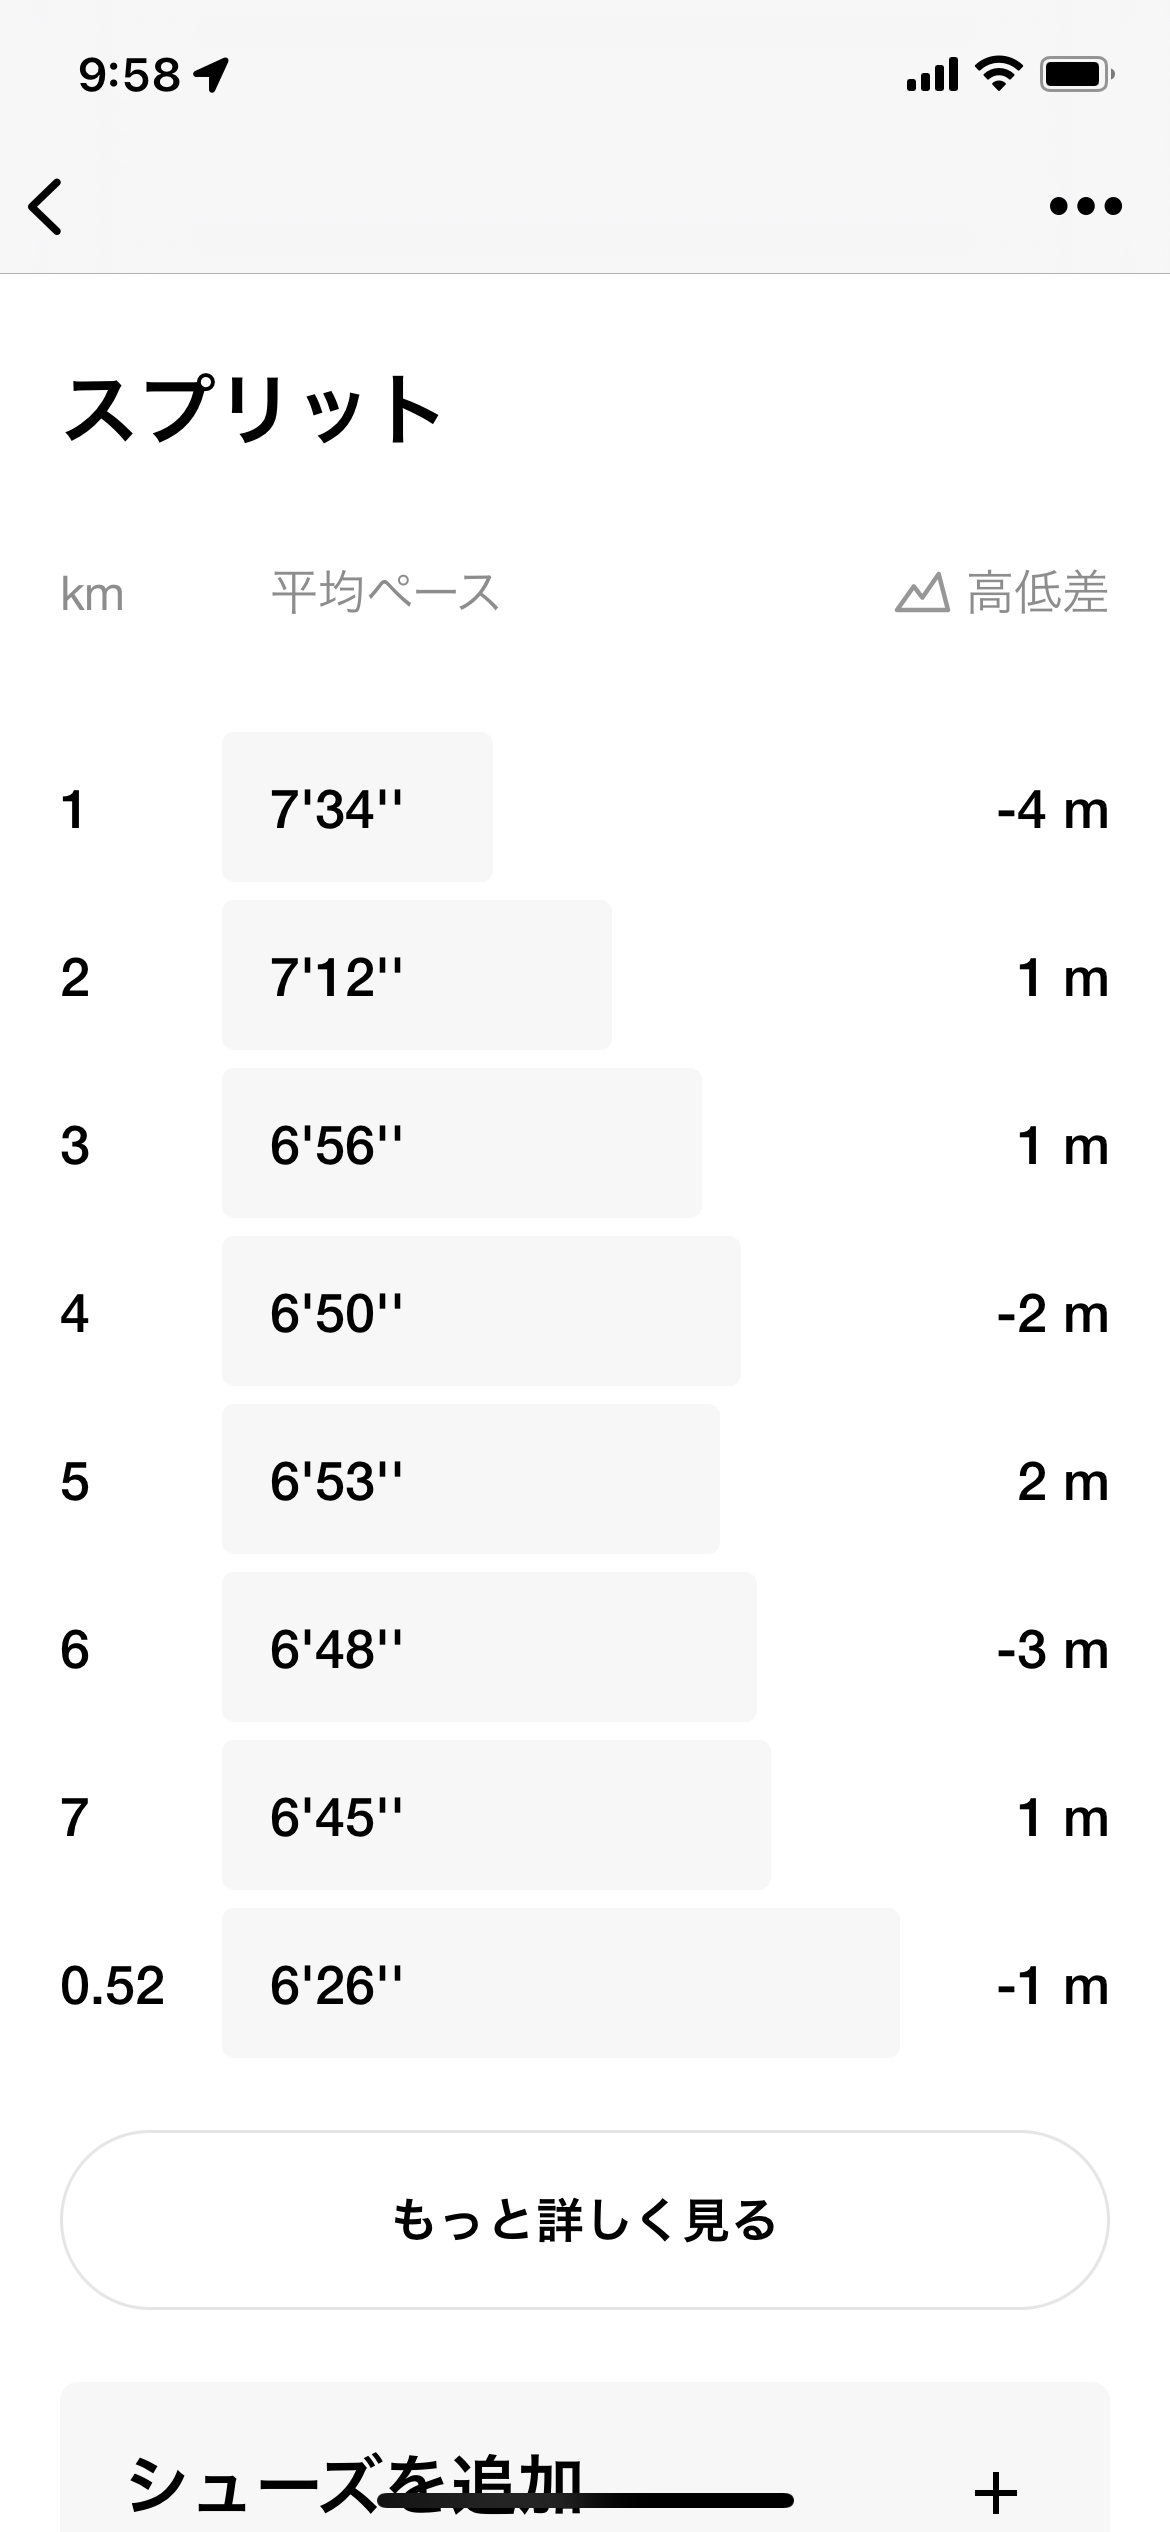 9:58
スプリット
km 平均ペース 高低差
1 7'34'' -4 m
2 7'12'' 1 m
3 6'56'' 1 m
4 6'50'' -2 m
5 6'53'' 2 m
6 6'48'' -3 m
7 6'45'' 1 m
0.52 6'26'' -1 m
もっと詳しく見る
シューズを追加 +